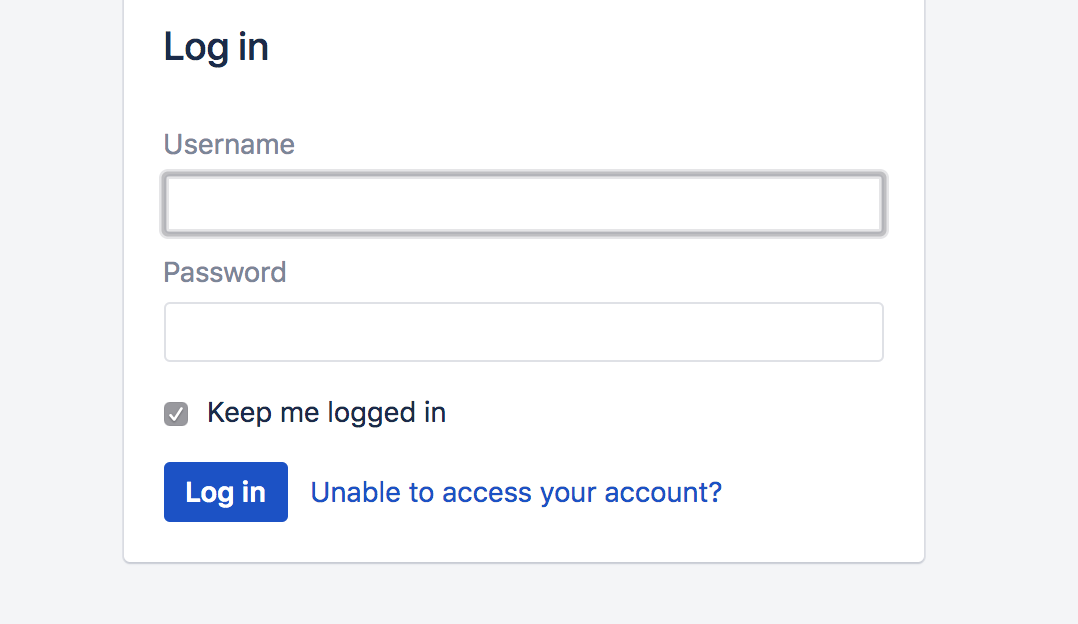 Log in
Username
Password
Keep me logged in
Log in Unable to access your account?